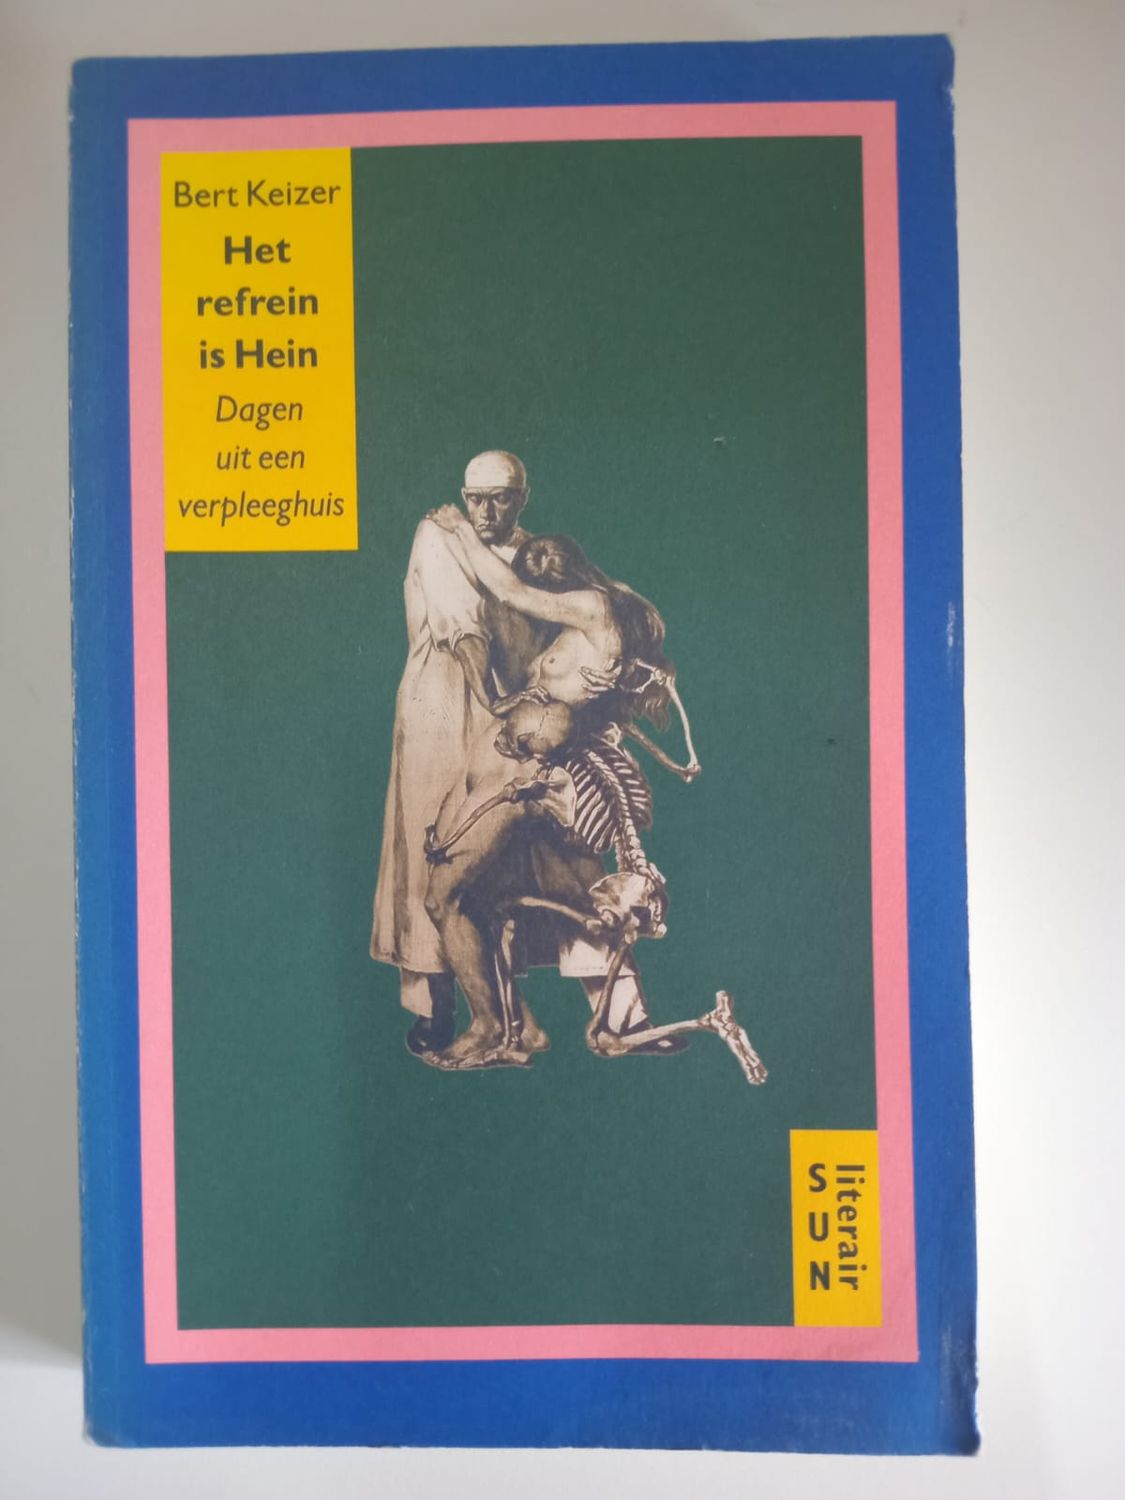 Bert Keizer
Het
refrein
is Hein
Dagen
uit een
verpleeghuis
literair
SUN